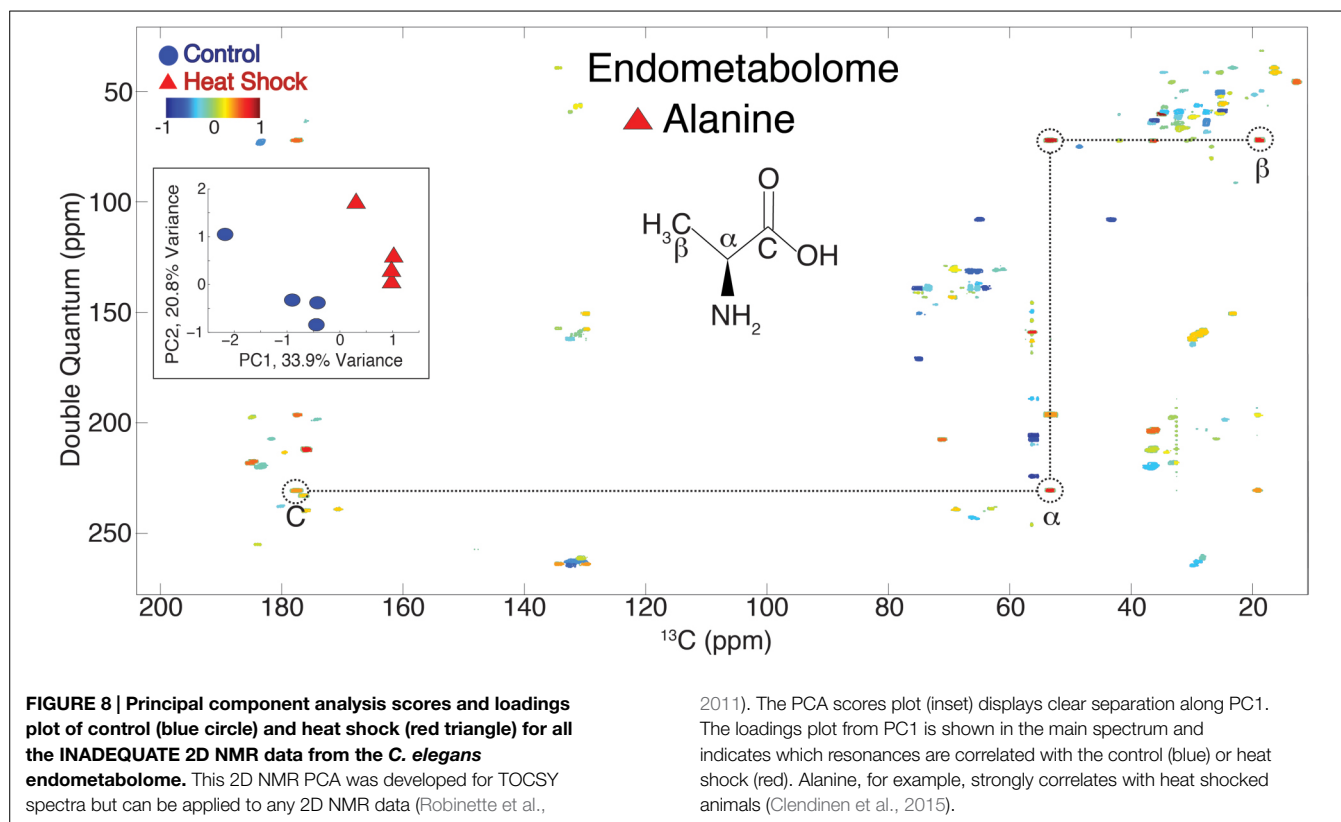 Control
Heat Shock
-1 0 1
Endometabolome
Alanine
50
100
150
200
250
Double Quantum (ppm)
2
1
0
-1
PC2, 20.8% Variance
-2 -1 0 1
PC1, 33.9% Variance
O
H3C
β
α
C
OH
NH2
β
C
α
200 180 160 140 120 100 80 60 40 20
13C (ppm)
FIGURE 8 | Principal component analysis scores and loadings
plot of control (blue circle) and heat shock (red triangle) for all
the INADEQUATE 2D NMR data from the C. elegans
endometabolome. This 2D NMR PCA was developed for TOCSY
spectra but can be applied to any 2D NMR data (Robinette et al.,
2011). The PCA scores plot (inset) displays clear separation along PC1.
The loadings plot from PC1 is shown in the main spectrum and
indicates which resonances are correlated with the control (blue) or heat
shock (red). Alanine, for example, strongly correlates with heat shocked
animals (Clendinen et al., 2015).